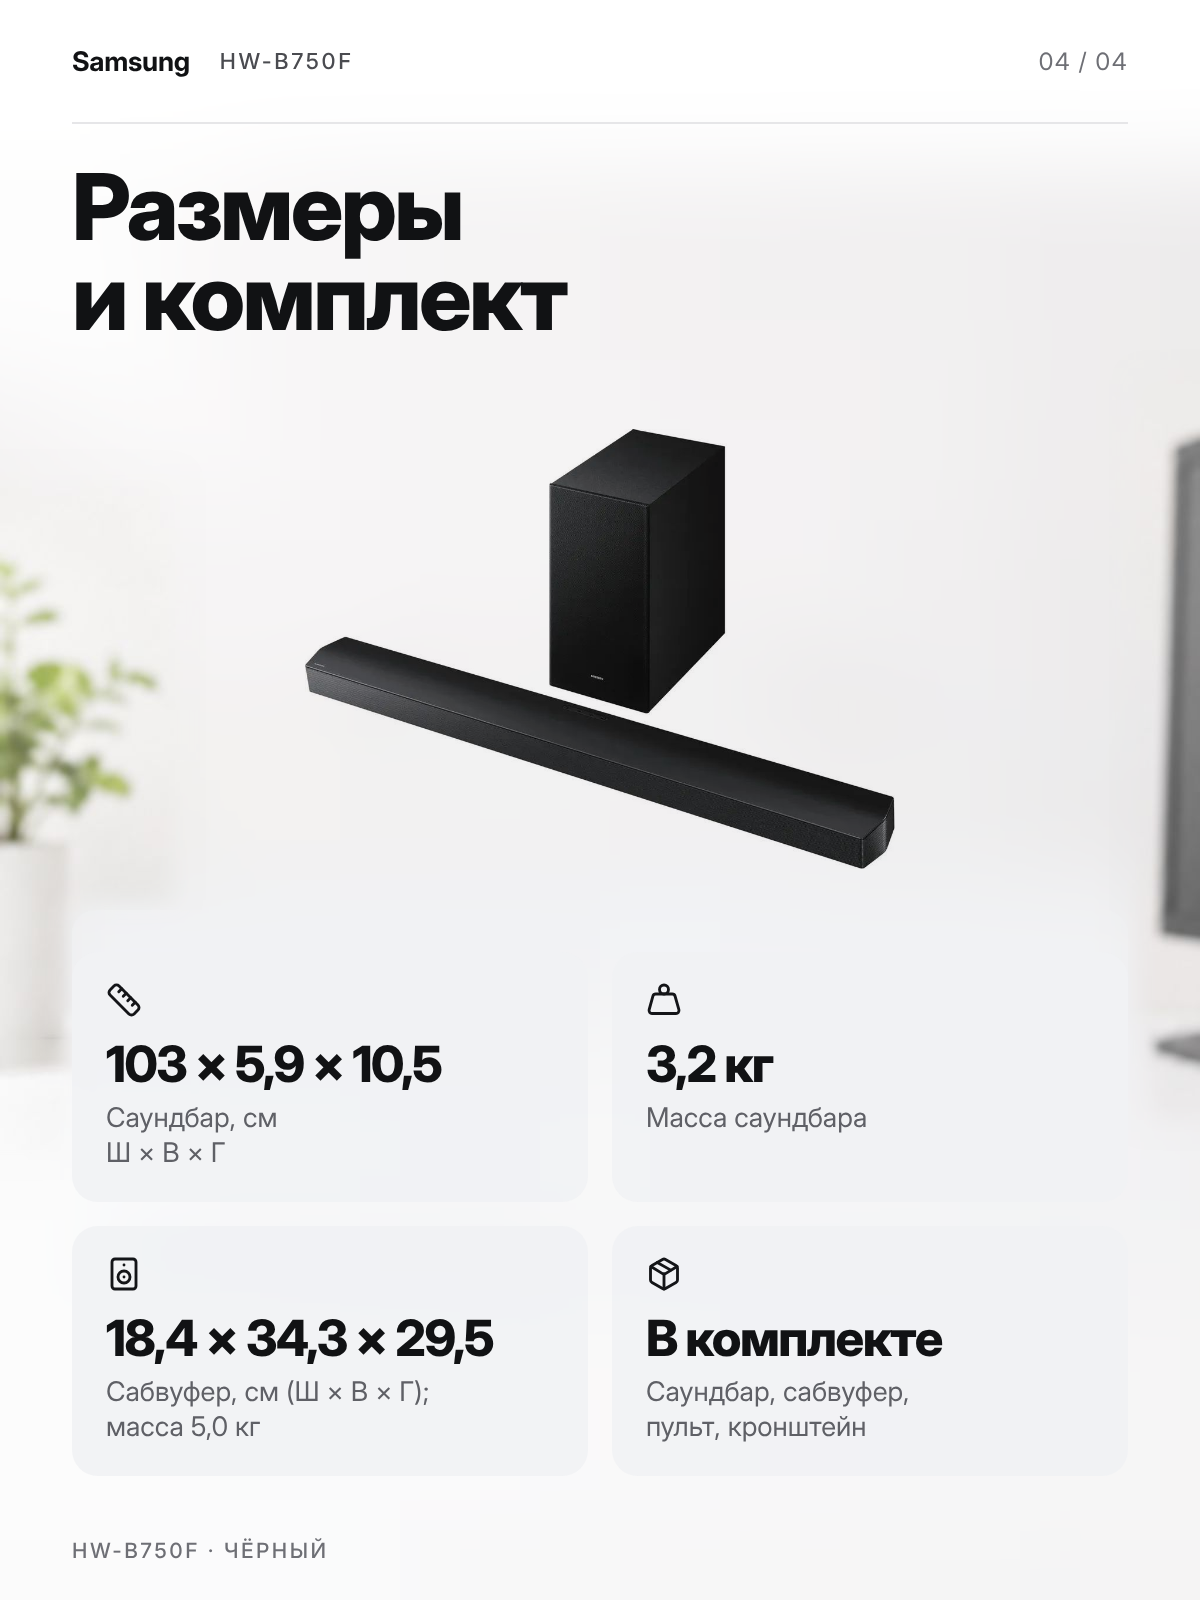 Samsung HW-B750F 04 / 04
Размеры
и комплект
103 × 5,9 × 10,5
Саундбар, см
Ш × В × Г
3,2 кг
Масса саундбара
18,4 × 34,3 × 29,5
Сабвуфер, см (Ш × В × Г);
масса 5,0 кг
В комплекте
Саундбар, сабвуфер,
пульт, кронштейн
HW-B750F · ЧЁРНЫЙ